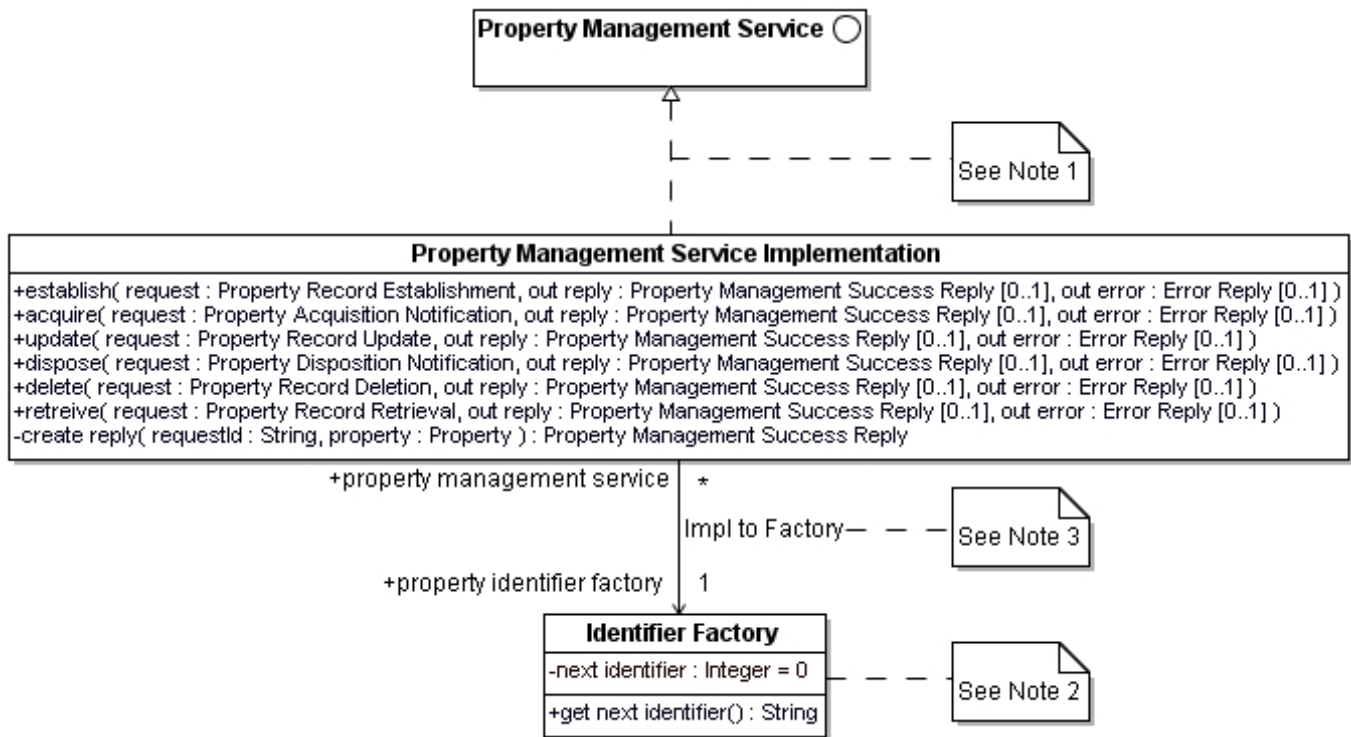 Property Management Service
See Note 1
Property Management Service Implementation
+establish( request : Property Record Establishment, out reply : Property Management Success Reply [0..1], out error : Error Reply [0..1] )
+acquire( request : Property Acquisition Notification, out reply : Property Management Success Reply [0..1], out error : Error Reply [0..1] )
+update( request : Property Record Update, out reply : Property Management Success Reply [0..1], out error : Error Reply [0..1] )
+dispose( request : Property Disposition Notification, out reply : Property Management Success Reply [0..1], out error : Error Reply [0..1] )
+delete( request : Property Record Deletion, out reply : Property Management Success Reply [0..1], out error : Error Reply [0..1] )
+retreive( request : Property Record Retrieval, out reply : Property Management Success Reply [0..1], out error : Error Reply [0..1] )
-create reply( requestId : String, property : Property ) : Property Management Success Reply
+property management service *
Impl to Factory
See Note 3
+property identifier factory 1
Identifier Factory
-next identifier : Integer = 0
+get next identifier() : String
See Note 2